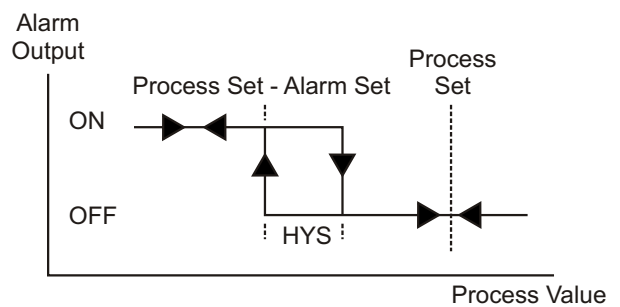 Alarm
Output
Process
Set
Process Set - Alarm Set
ON
OFF
HYS
Process Value